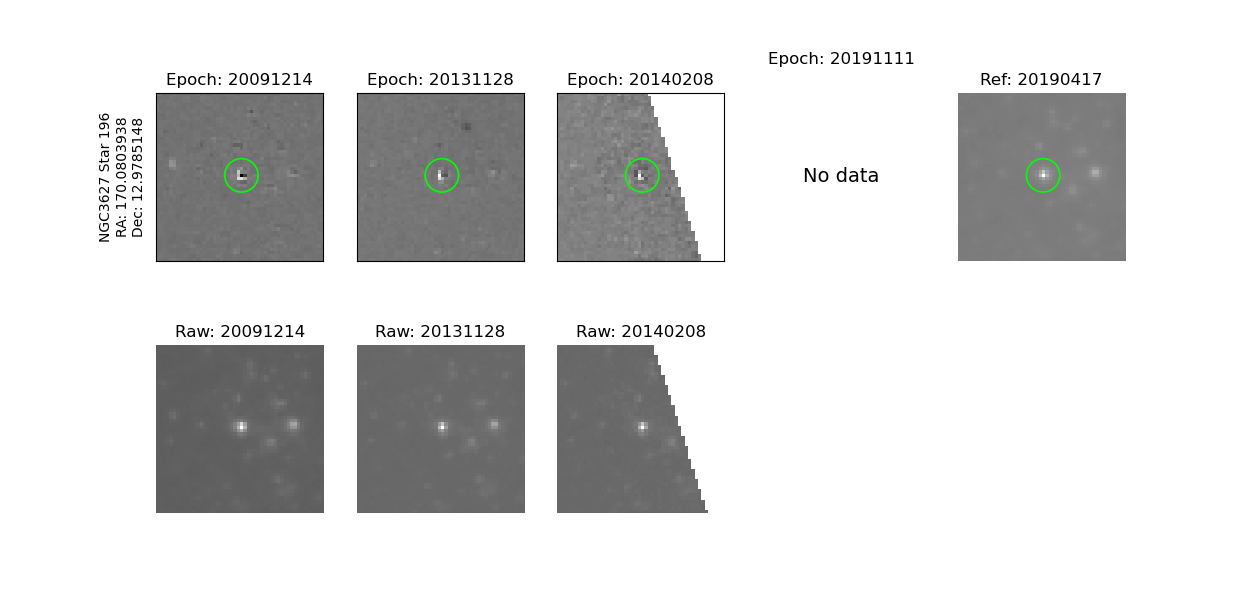 Epoch: 20191111
Epoch: 20091214
Epoch: 20131128
Epoch: 20140208
Ref: 20190417
NGC3627 Star 196
RA: 170.0803938
Dec: 12.9785148
No data
Raw: 20091214
Raw: 20131128
Raw: 20140208